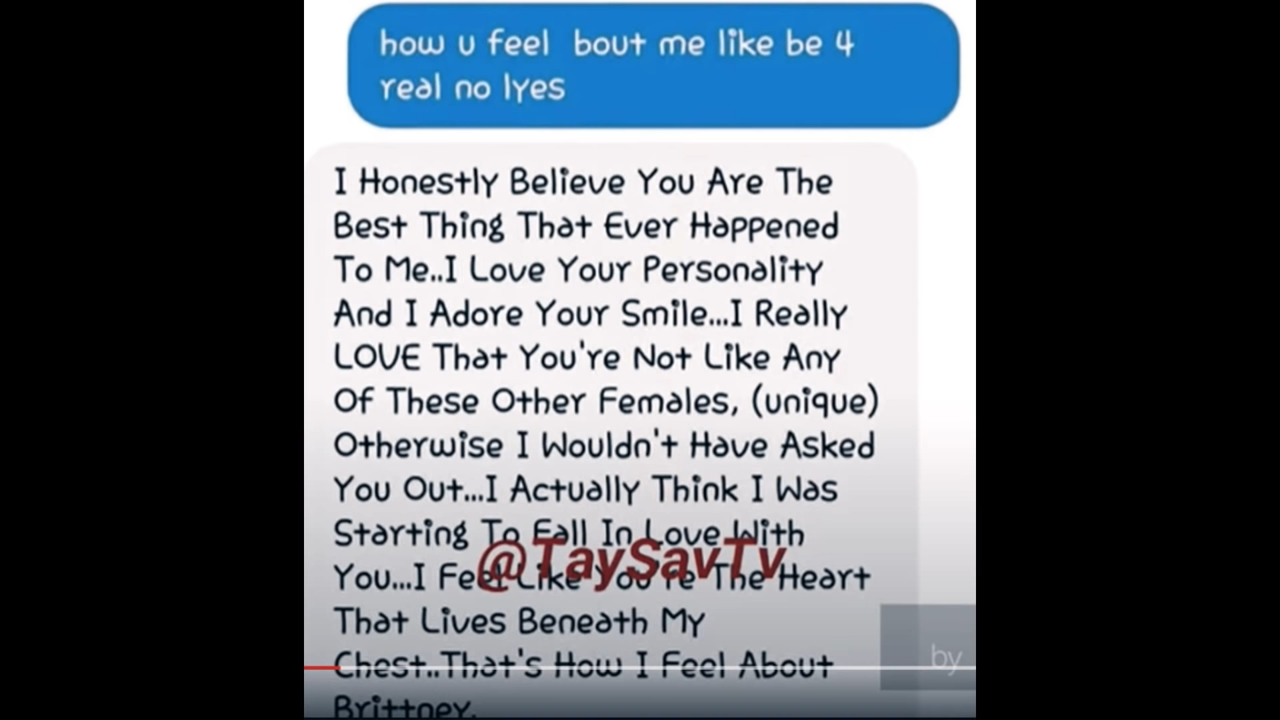 how u feel  bout me like be 4
real no lyes
I Honestly Believe You Are The
Best Thing That Ever Happened
To Me..I Love Your Personality
And I Adore Your Smile...I Really
LOVE That You're Not Like Any
Of These Other Females, (unique)
Otherwise I Wouldn't Have Asked
You Out...I Actually Think I Was
Starting To Fall In Love With
@TaySavTv
You...I Feel Like You're The Heart
That Lives Beneath My
Chest..That's How I Feel About
by
Brittney.